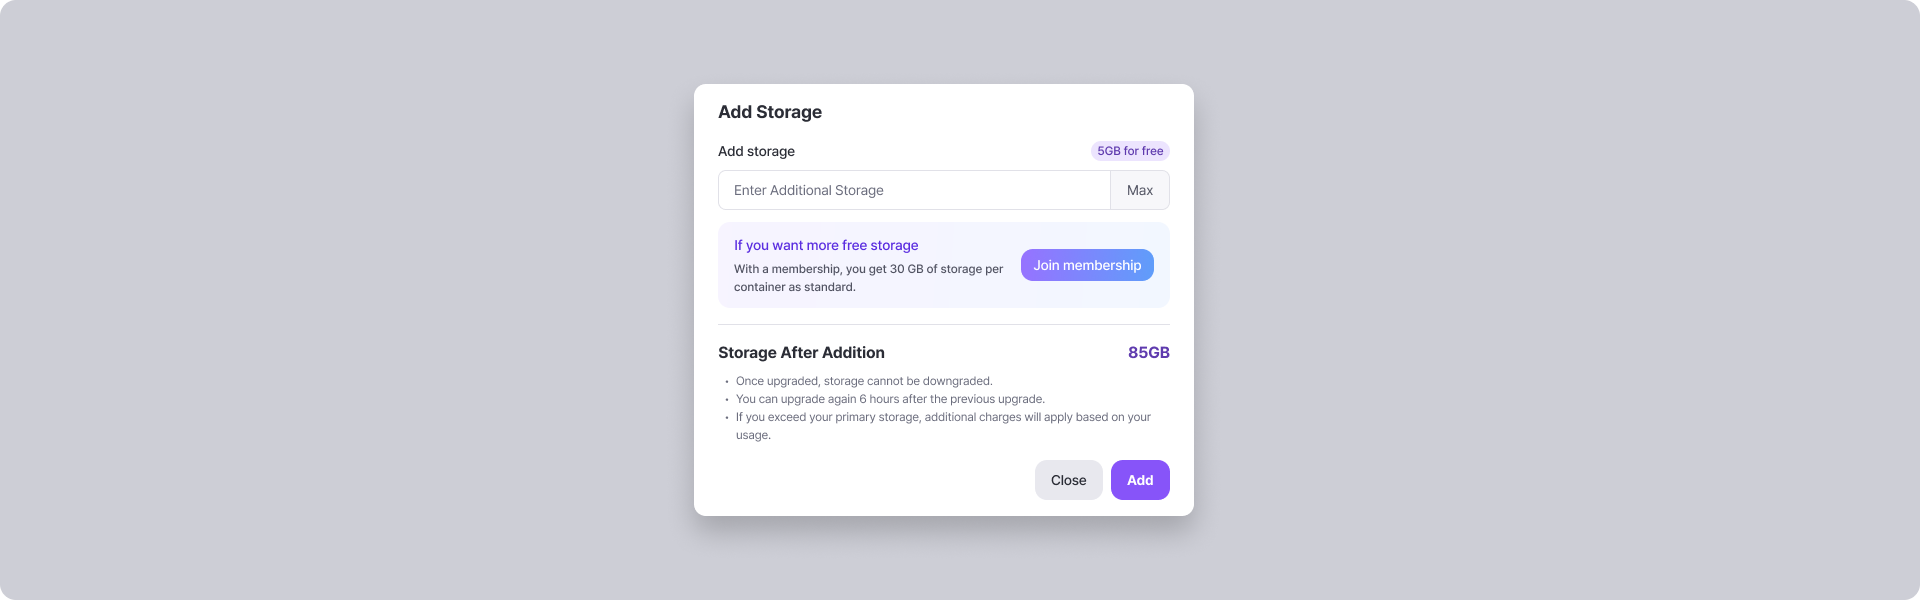 Add Storage
Add storage
5GB for free
Enter Additional Storage
Max
If you want more free storage
With a membership, you get 30 GB of storage per
container as standard.
Join membership
Storage After Addition
85GB
• Once upgraded, storage cannot be downgraded.
• You can upgrade again 6 hours after the previous upgrade.
• If you exceed your primary storage, additional charges will apply based on your
usage.
Close
Add